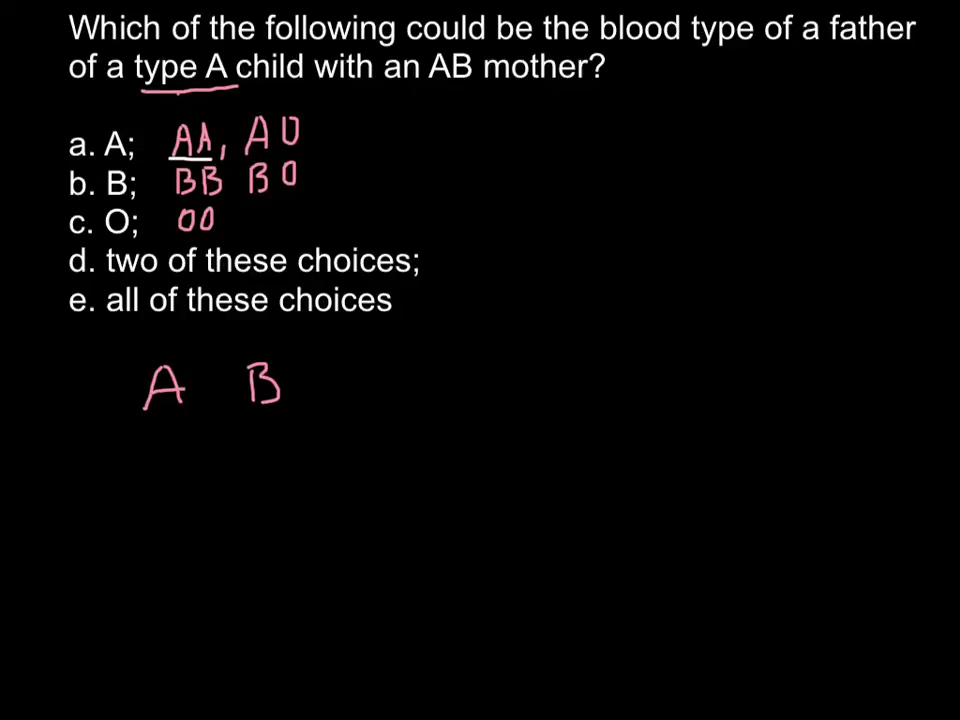 Which of the following could be the blood type of a father
of a type A child with an AB mother?
a. A; AA, AO
b. B; BB BO
c. O; OO
d. two of these choices;
e. all of these choices
A B